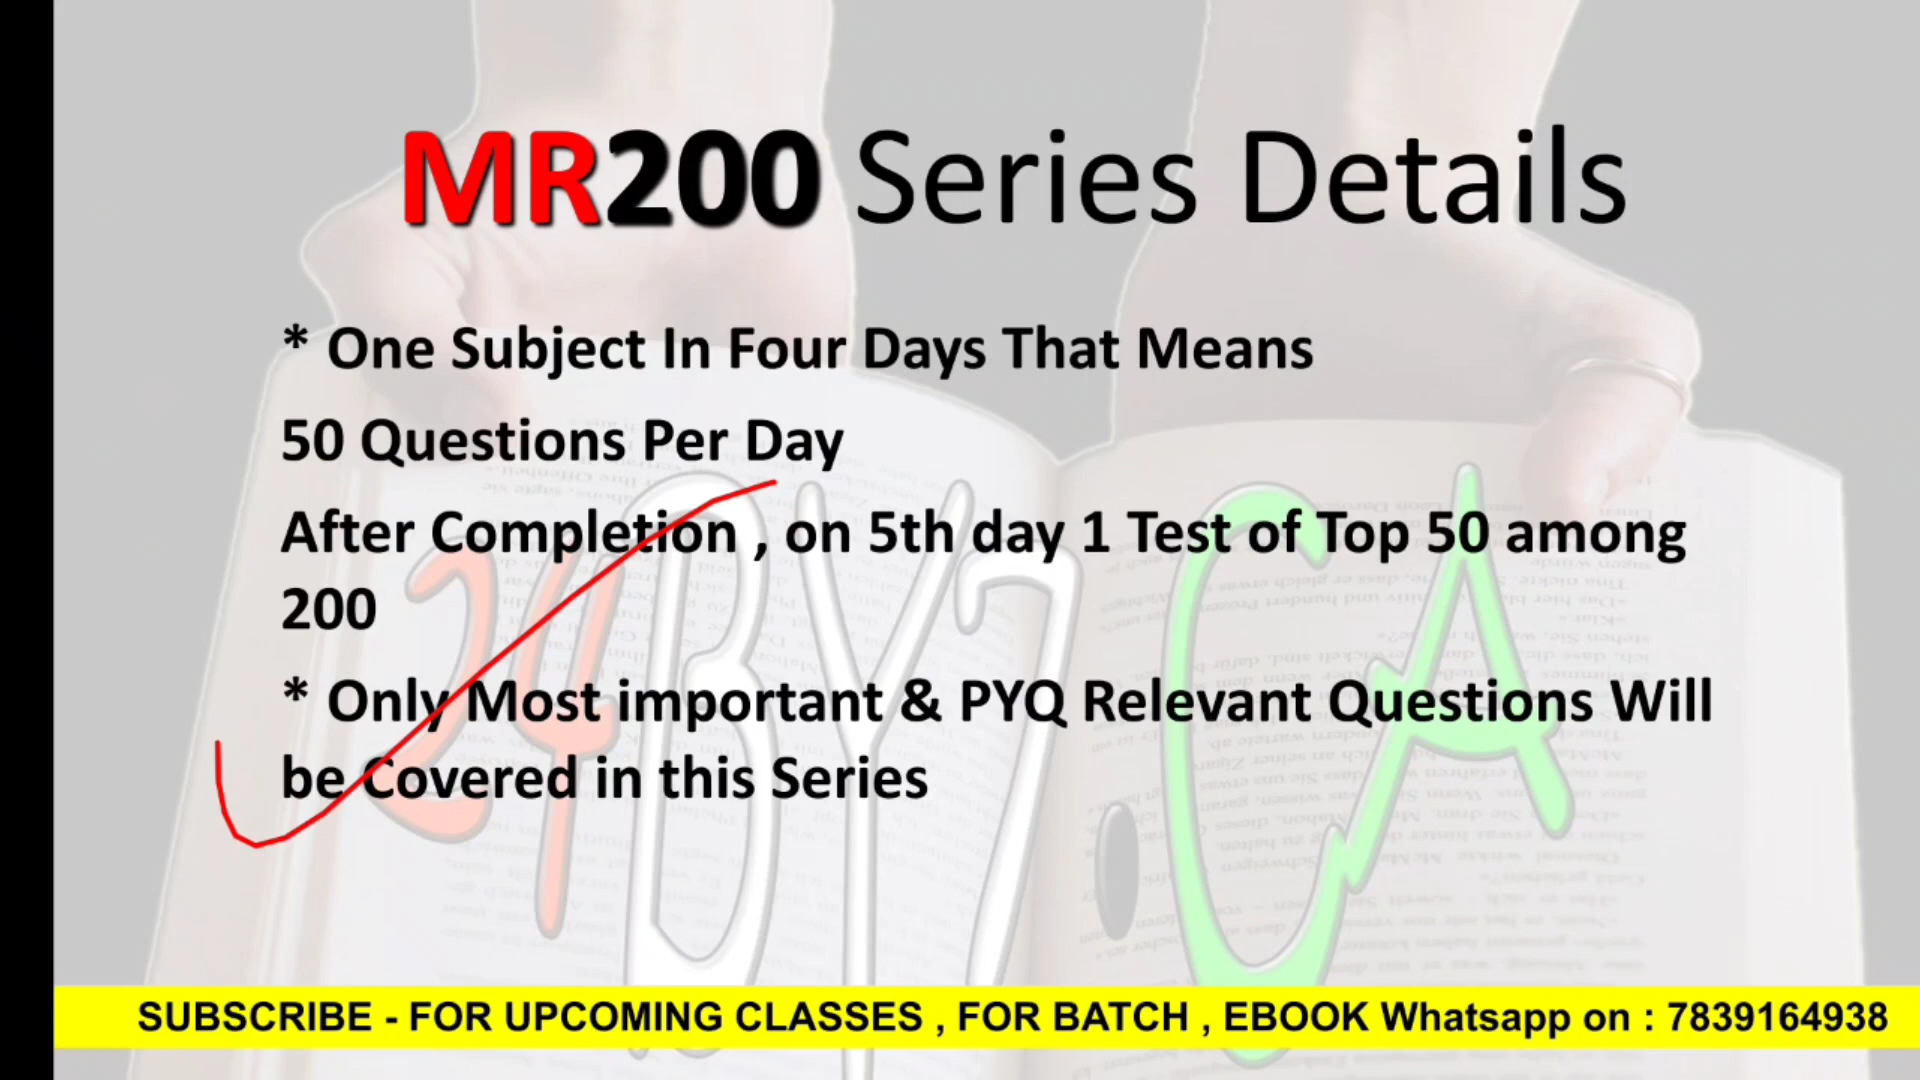 MR200 Series Details
* One Subject In Four Days That Means
50 Questions Per Day
After Completion , on 5th day 1 Test of Top 50 among
200
* Only Most important & PYQ Relevant Questions Will
be Covered in this Series
24BY7.CA
SUBSCRIBE - FOR UPCOMING CLASSES , FOR BATCH , EBOOK Whatsapp on : 7839164938